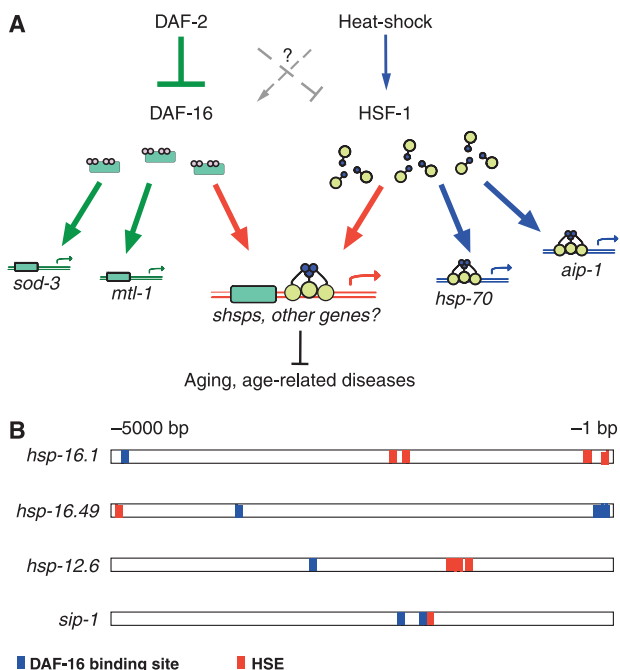 A
DAF-2
Heat-shock
?
DAF-16
HSF-1
sod-3
mtl-1
shsps, other genes?
hsp-70
aip-1
Aging, age-related diseases
B
–5000 bp
–1 bp
hsp-16.1
hsp-16.49
hsp-12.6
sip-1
DAF-16 binding site
HSE